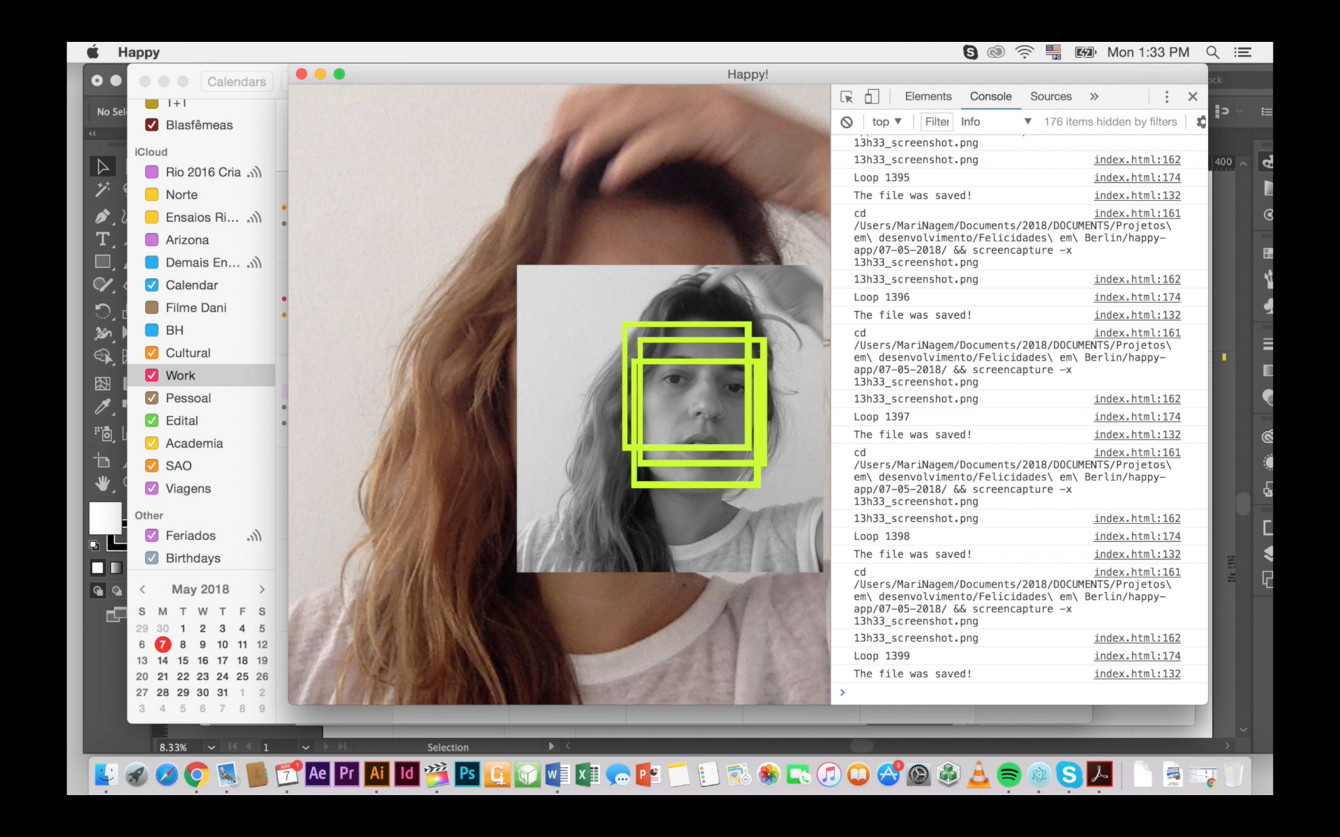 Happy
Mon 1:33 PM
Calendars
Happy!
No Sel
T+T
Blasfêmeas
iCloud
Rio 2016 Cria
Norte
Ensaios Ri...
Arizona
Demais En...
Calendar
Filme Dani
BH
Cultural
Work
Pessoal
Edital
Academia
SAO
Viagens
Other
Feriados
Birthdays
May 2018
S M T W T F S
29 30 1 2 3 4 5
6 7 8 9 10 11 12
13 14 15 16 17 18 19
20 21 22 23 24 25 26
27 28 29 30 31 1 2
3 4 5 6 7 8 9
Elements Console Sources »
top Filter Info 176 items hidden by filters
13h33_screenshot.png
13h33_screenshot.png index.html:162
Loop 1395 index.html:174
The file was saved! index.html:132
cd index.html:161
/Users/MariNagem/Documents/2018/DOCUMENTS/Projetos\
em\ desenvolvimento/Felicidades\ em\ Berlin/happy-
app/07-05-2018/ && screencapture -x
13h33_screenshot.png
13h33_screenshot.png index.html:162
Loop 1396 index.html:174
The file was saved! index.html:132
cd index.html:161
/Users/MariNagem/Documents/2018/DOCUMENTS/Projetos\
em\ desenvolvimento/Felicidades\ em\ Berlin/happy-
app/07-05-2018/ && screencapture -x
13h33_screenshot.png
13h33_screenshot.png index.html:162
Loop 1397 index.html:174
The file was saved! index.html:132
cd index.html:161
/Users/MariNagem/Documents/2018/DOCUMENTS/Projetos\
em\ desenvolvimento/Felicidades\ em\ Berlin/happy-
app/07-05-2018/ && screencapture -x
13h33_screenshot.png
13h33_screenshot.png index.html:162
Loop 1398 index.html:174
The file was saved! index.html:132
cd index.html:161
/Users/MariNagem/Documents/2018/DOCUMENTS/Projetos\
em\ desenvolvimento/Felicidades\ em\ Berlin/happy-
app/07-05-2018/ && screencapture -x
13h33_screenshot.png
13h33_screenshot.png index.html:162
Loop 1399 index.html:174
The file was saved! index.html:132
>
400
8.33% 1 Selection
7 Ae Pr Ai Id Ps